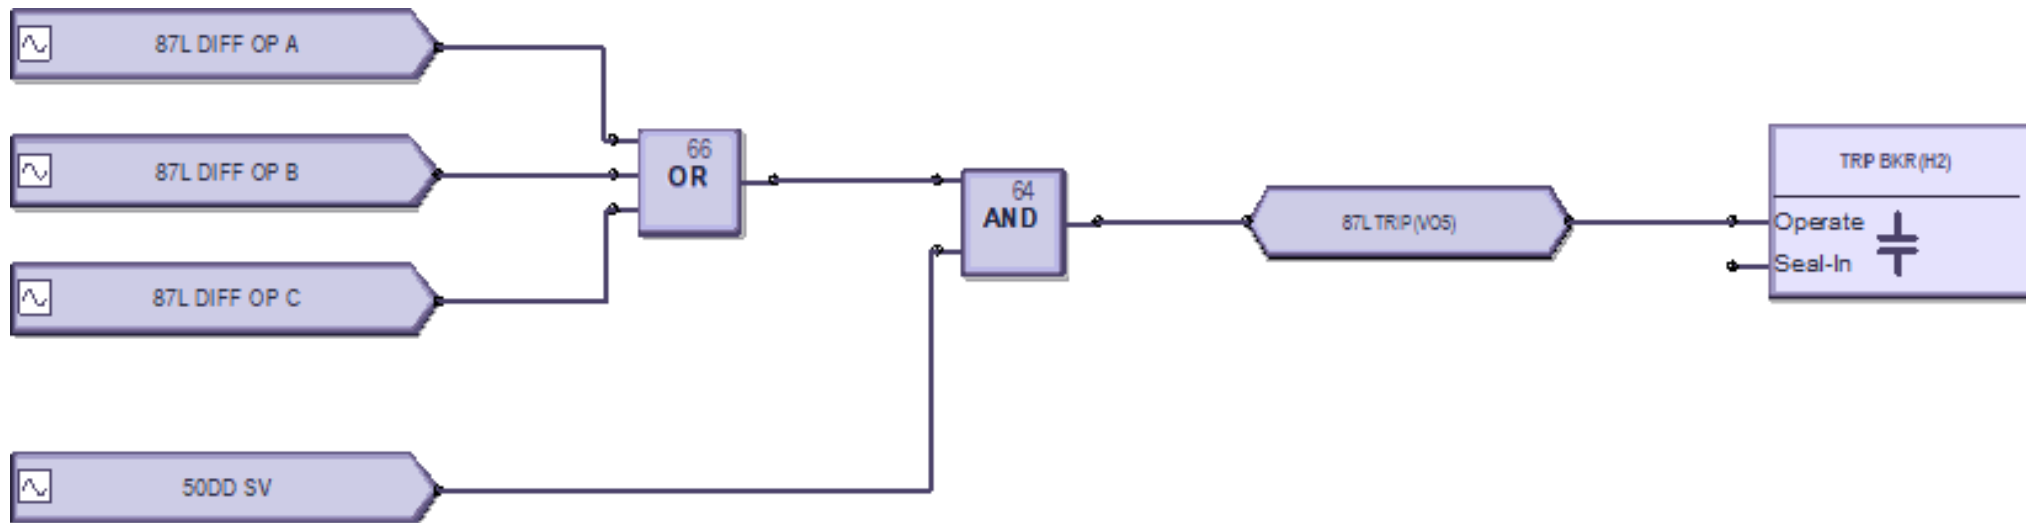 87L DIFF OP A
87L DIFF OP B
87L DIFF OP C
50DD SV
66
OR
64
AND
87L TRIP(VO5)
TRIP BKR(H2)
Operate
Seal-In